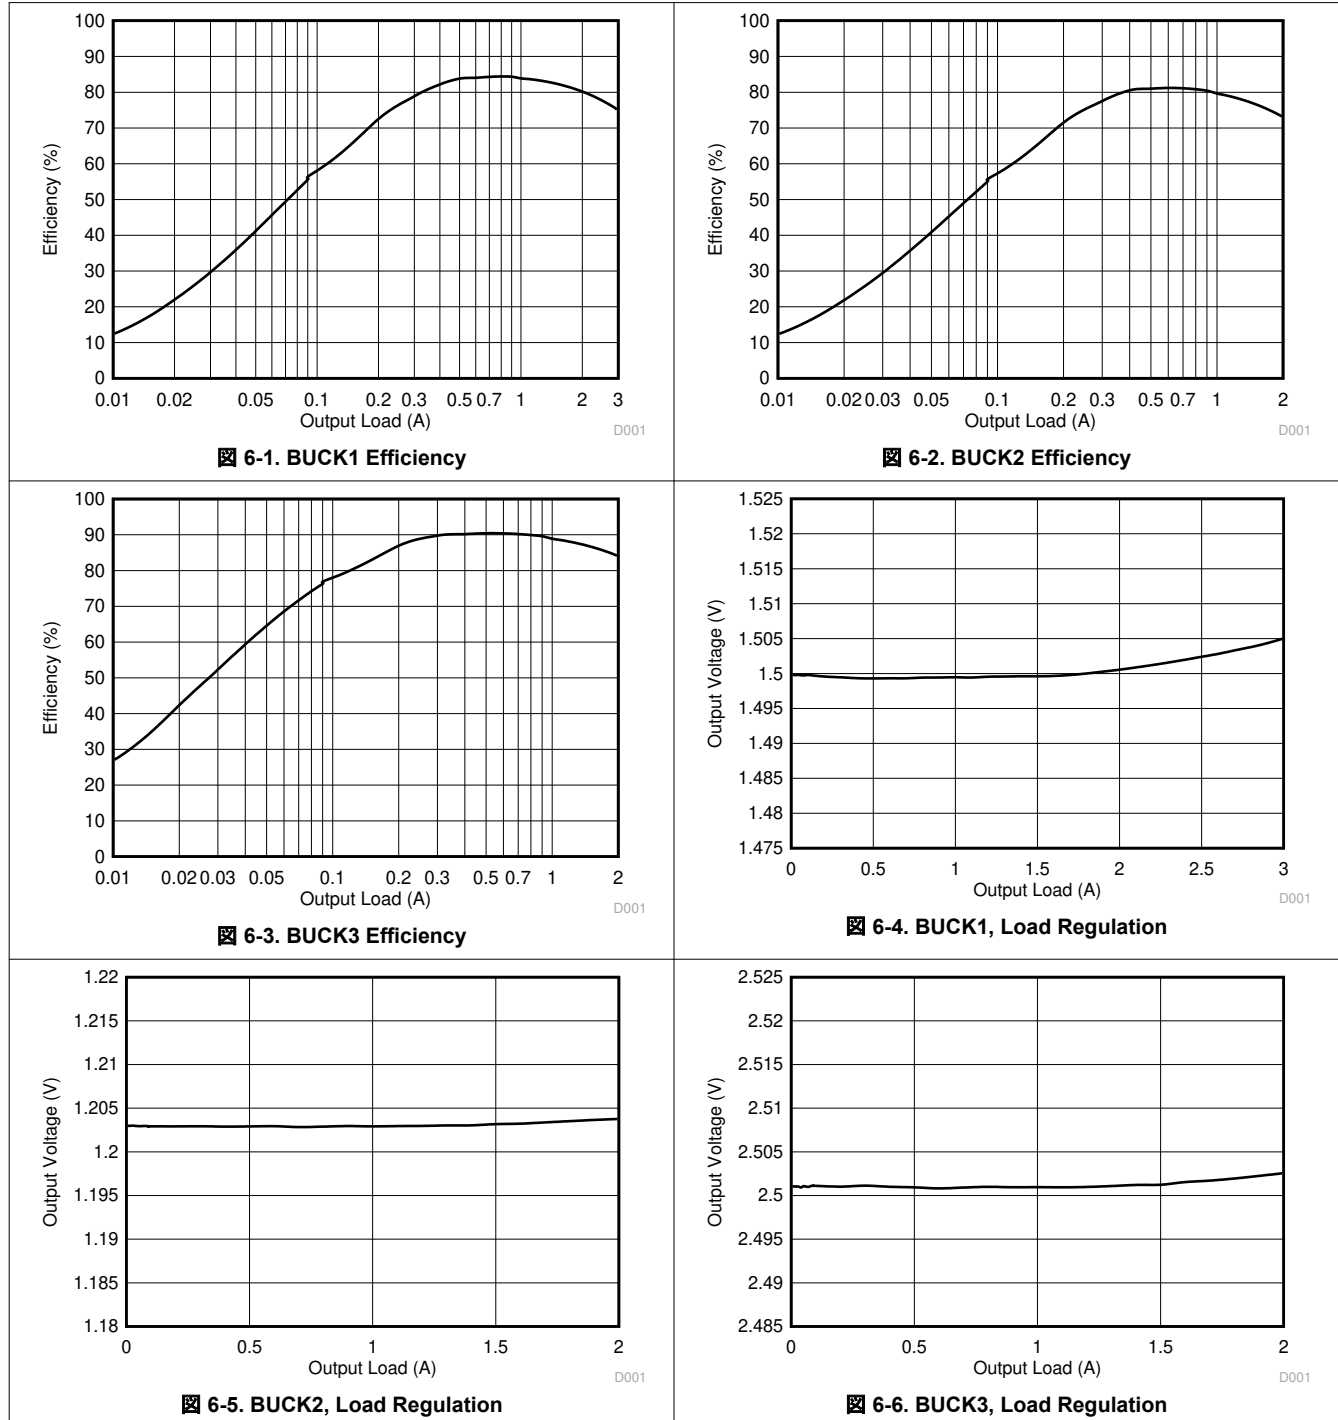 100
90
80
70
60
50
40
30
20
10
0
Efficiency (%)
0.01 0.02 0.05 0.1 0.2 0.3 0.5 0.7 1 2 3
Output Load (A)
D001
図 6-1. BUCK1 Efficiency
100
90
80
70
60
50
40
30
20
10
0
Efficiency (%)
0.01 0.02 0.03 0.05 0.1 0.2 0.3 0.5 0.7 1 2
Output Load (A)
D001
図 6-2. BUCK2 Efficiency
100
90
80
70
60
50
40
30
20
10
0
Efficiency (%)
0.01 0.02 0.03 0.05 0.1 0.2 0.3 0.5 0.7 1 2
Output Load (A)
D001
図 6-3. BUCK3 Efficiency
1.525
1.52
1.515
1.51
1.505
1.5
1.495
1.49
1.485
1.48
1.475
Output Voltage (V)
0 0.5 1 1.5 2 2.5 3
Output Load (A)
D001
図 6-4. BUCK1, Load Regulation
1.22
1.215
1.21
1.205
1.2
1.195
1.19
1.185
1.18
Output Voltage (V)
0 0.5 1 1.5 2
Output Load (A)
D001
図 6-5. BUCK2, Load Regulation
2.525
2.52
2.515
2.51
2.505
2.5
2.495
2.49
2.485
Output Voltage (V)
0 0.5 1 1.5 2
Output Load (A)
D001
図 6-6. BUCK3, Load Regulation